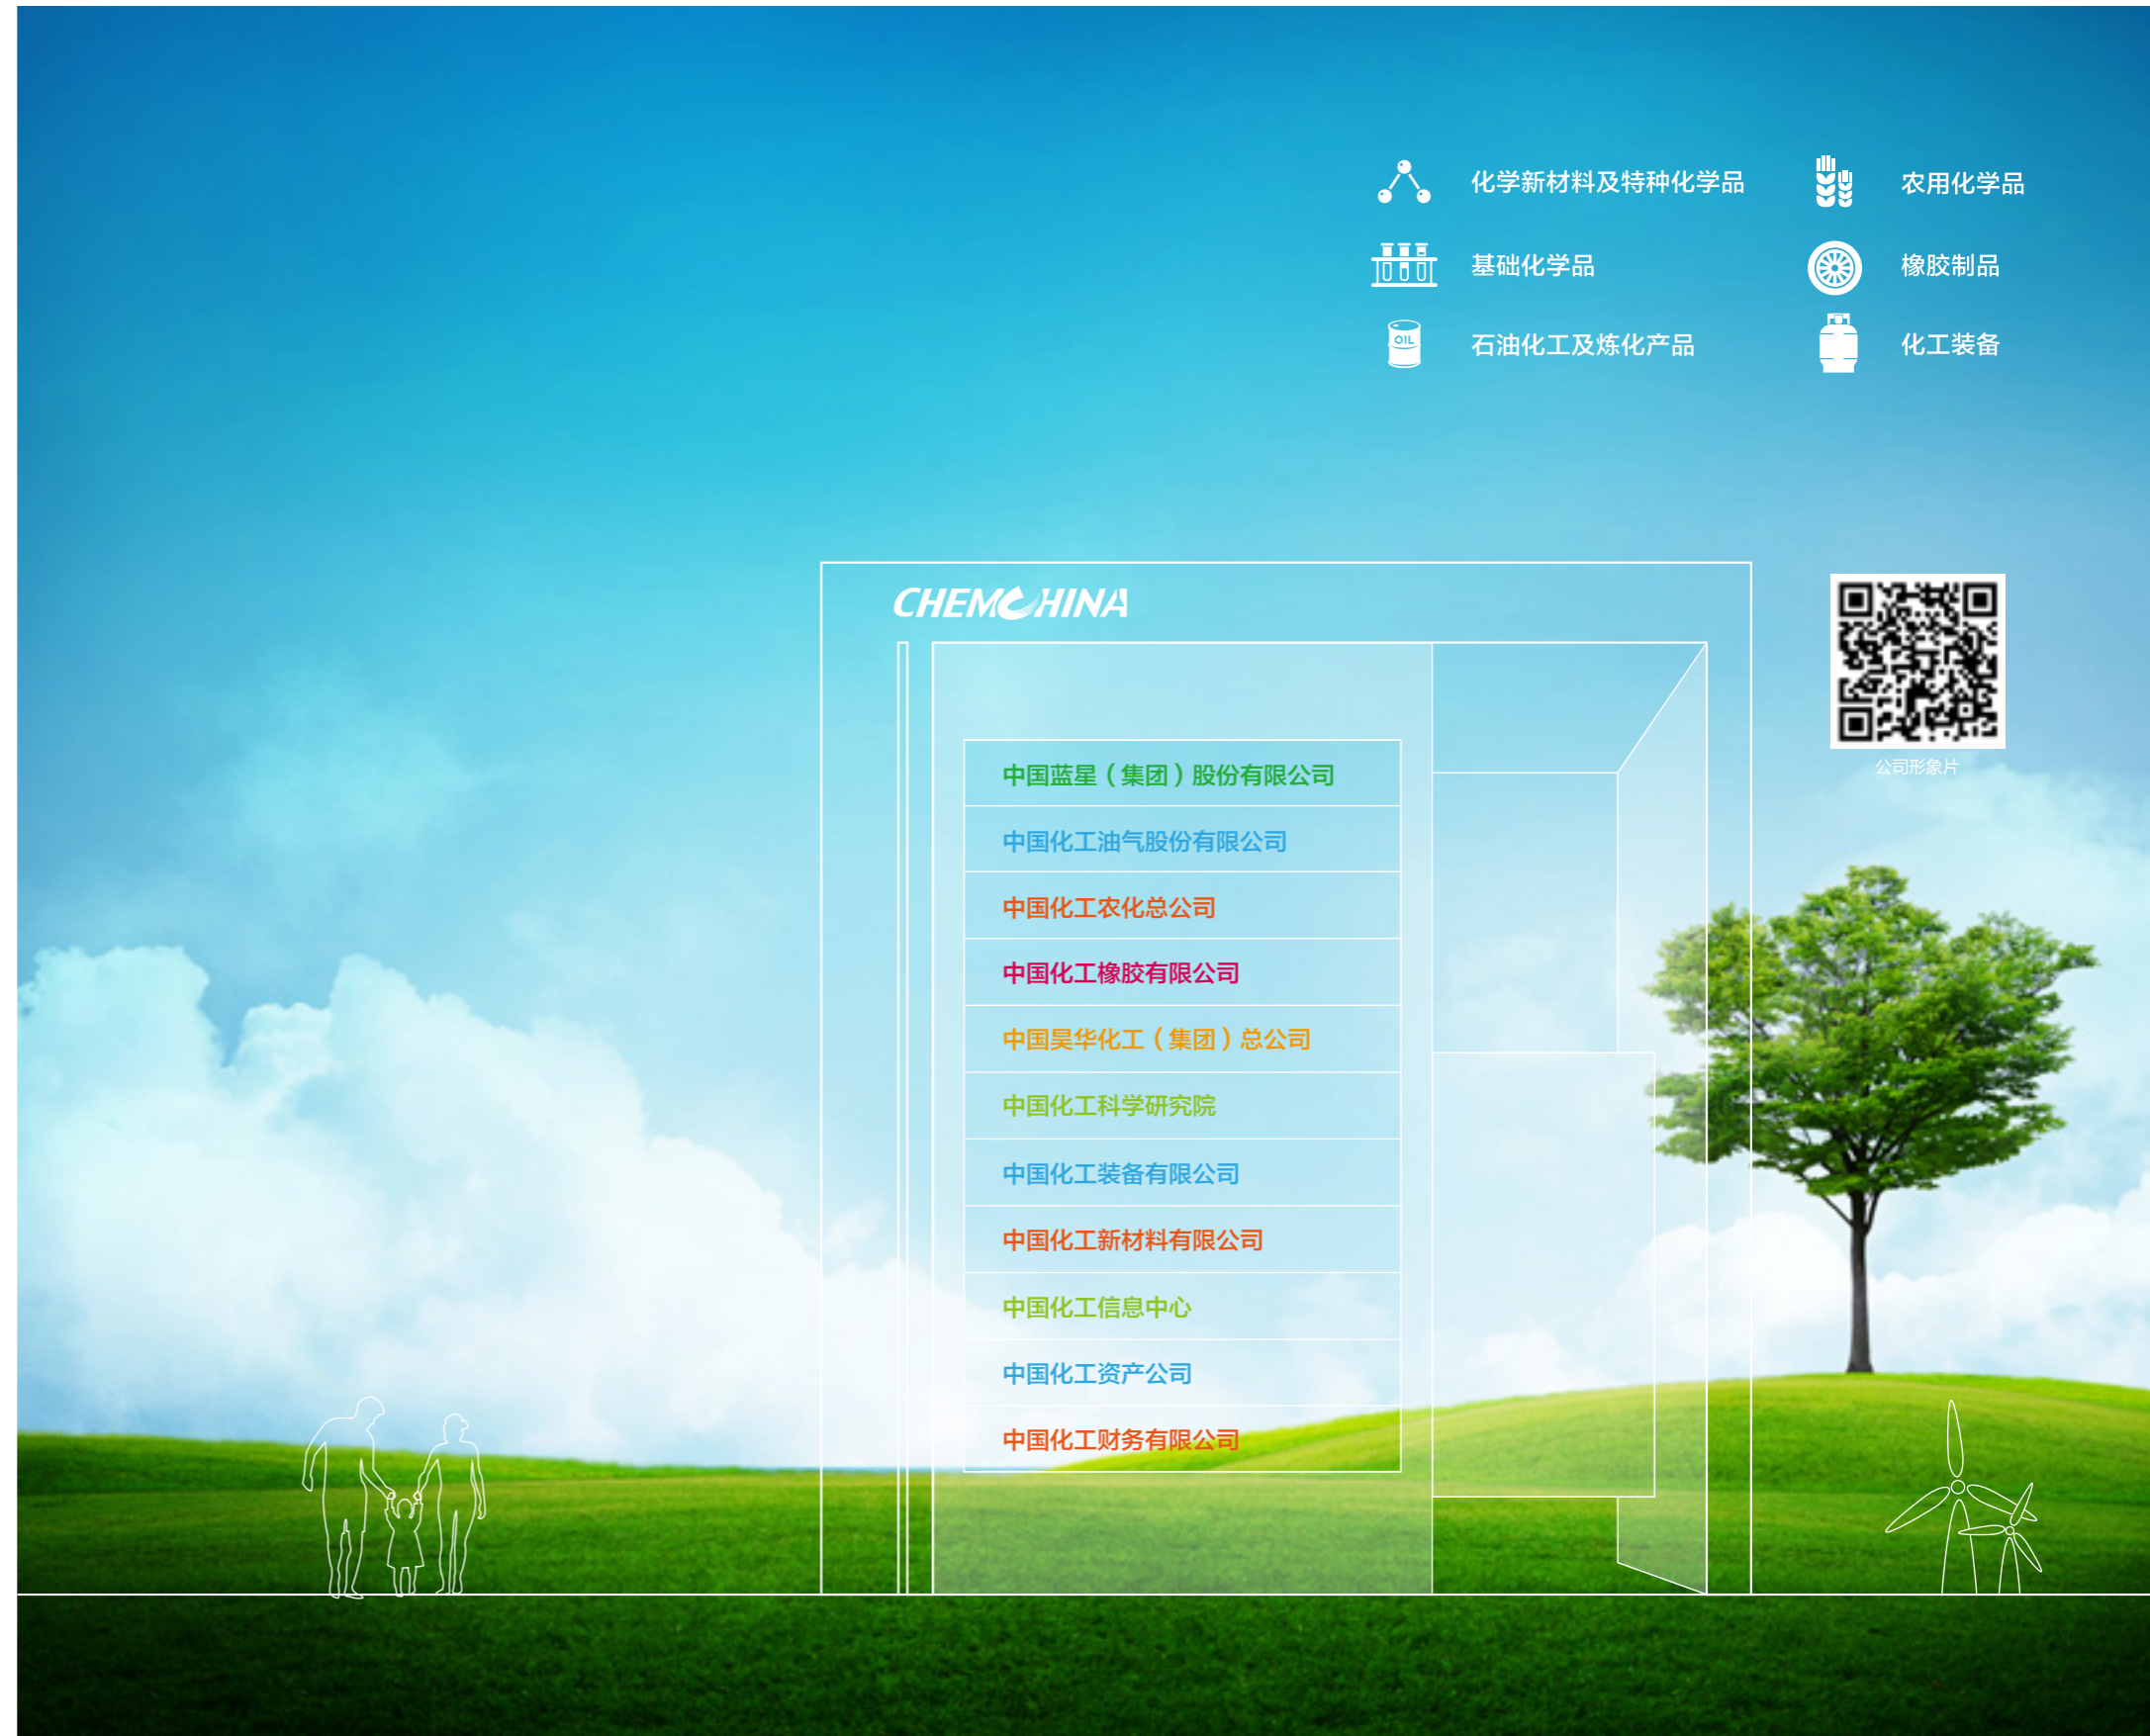 化学新材料及特种化学品
农用化学品
基础化学品
橡胶制品
OIL
石油化工及炼化产品
化工装备
CHEMCHINA
公司形象片
中国蓝星（集团）股份有限公司
中国化工油气股份有限公司
中国化工农化总公司
中国化工橡胶有限公司
中国昊华化工（集团）总公司
中国化工科学研究院
中国化工装备有限公司
中国化工新材料有限公司
中国化工信息中心
中国化工资产公司
中国化工财务有限公司